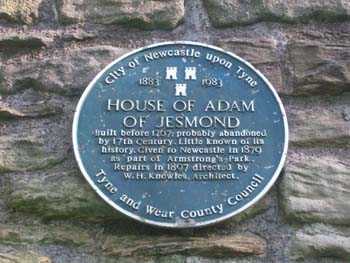 City of Newcastle upon Tyne
1883 1983
HOUSE OF ADAM
OF JESMOND
Built before 1267; probably abandoned
by 17th Century. Little known of its
history. Given to Newcastle in 1879
as part of Armstrong's Park.
Repairs in 1897 directed by
W.H. Knowles, Architect.
Tyne and Wear County Council